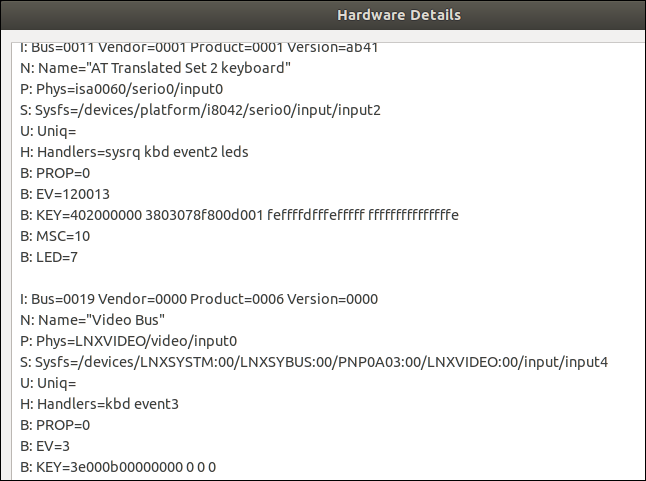 Hardware Details
I: Bus=0011 Vendor=0001 Product=0001 Version=ab41
N: Name="AT Translated Set 2 keyboard"
P: Phys=isa0060/serio0/input0
S: Sysfs=/devices/platform/i8042/serio0/input/input2
U: Uniq=
H: Handlers=sysrq kbd event2 leds
B: PROP=0
B: EV=120013
B: KEY=402000000 3803078f800d001 feffffdfffefffff fffffffffffffffe
B: MSC=10
B: LED=7
I: Bus=0019 Vendor=0000 Product=0006 Version=0000
N: Name="Video Bus"
P: Phys=LNXVIDEO/video/input0
S: Sysfs=/devices/LNXSYSTM:00/LNXSYBUS:00/PNP0A03:00/LNXVIDEO:00/input/input4
U: Uniq=
H: Handlers=kbd event3
B: PROP=0
B: EV=3
B: KEY=3e000b00000000 0 0 0